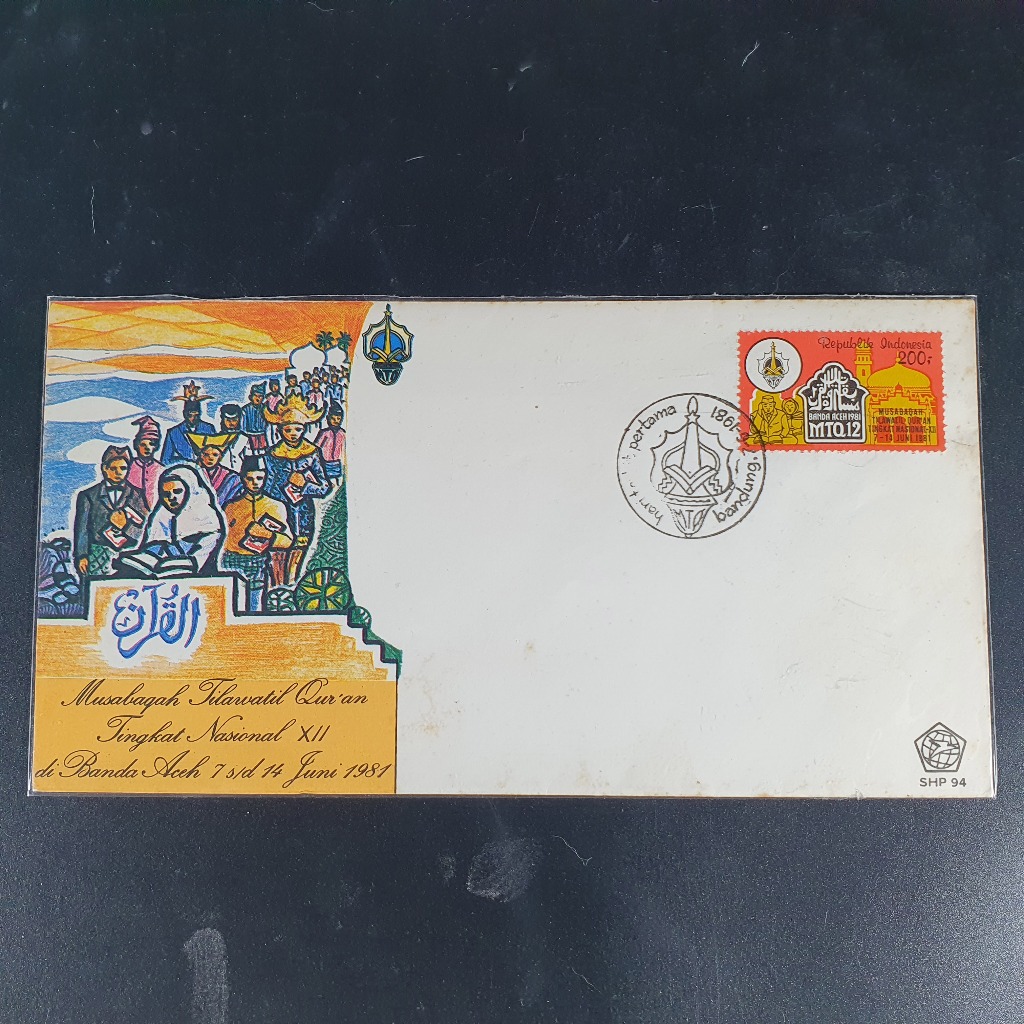 القرآن
Musabaqah Tilawatil Qur'an
Tingkat Nasional XII
di Banda Aceh 7 s/d 14 Juni 1981
pertama
1981
bandung
Republik Indonesia
200,-
BANDA ACEH 1981
MTQ.12
MUSABAQAH
TILAWATIL QUR'AN
TINGKAT NASIONAL-XII
7-14 JUNI 1981
SHP 94